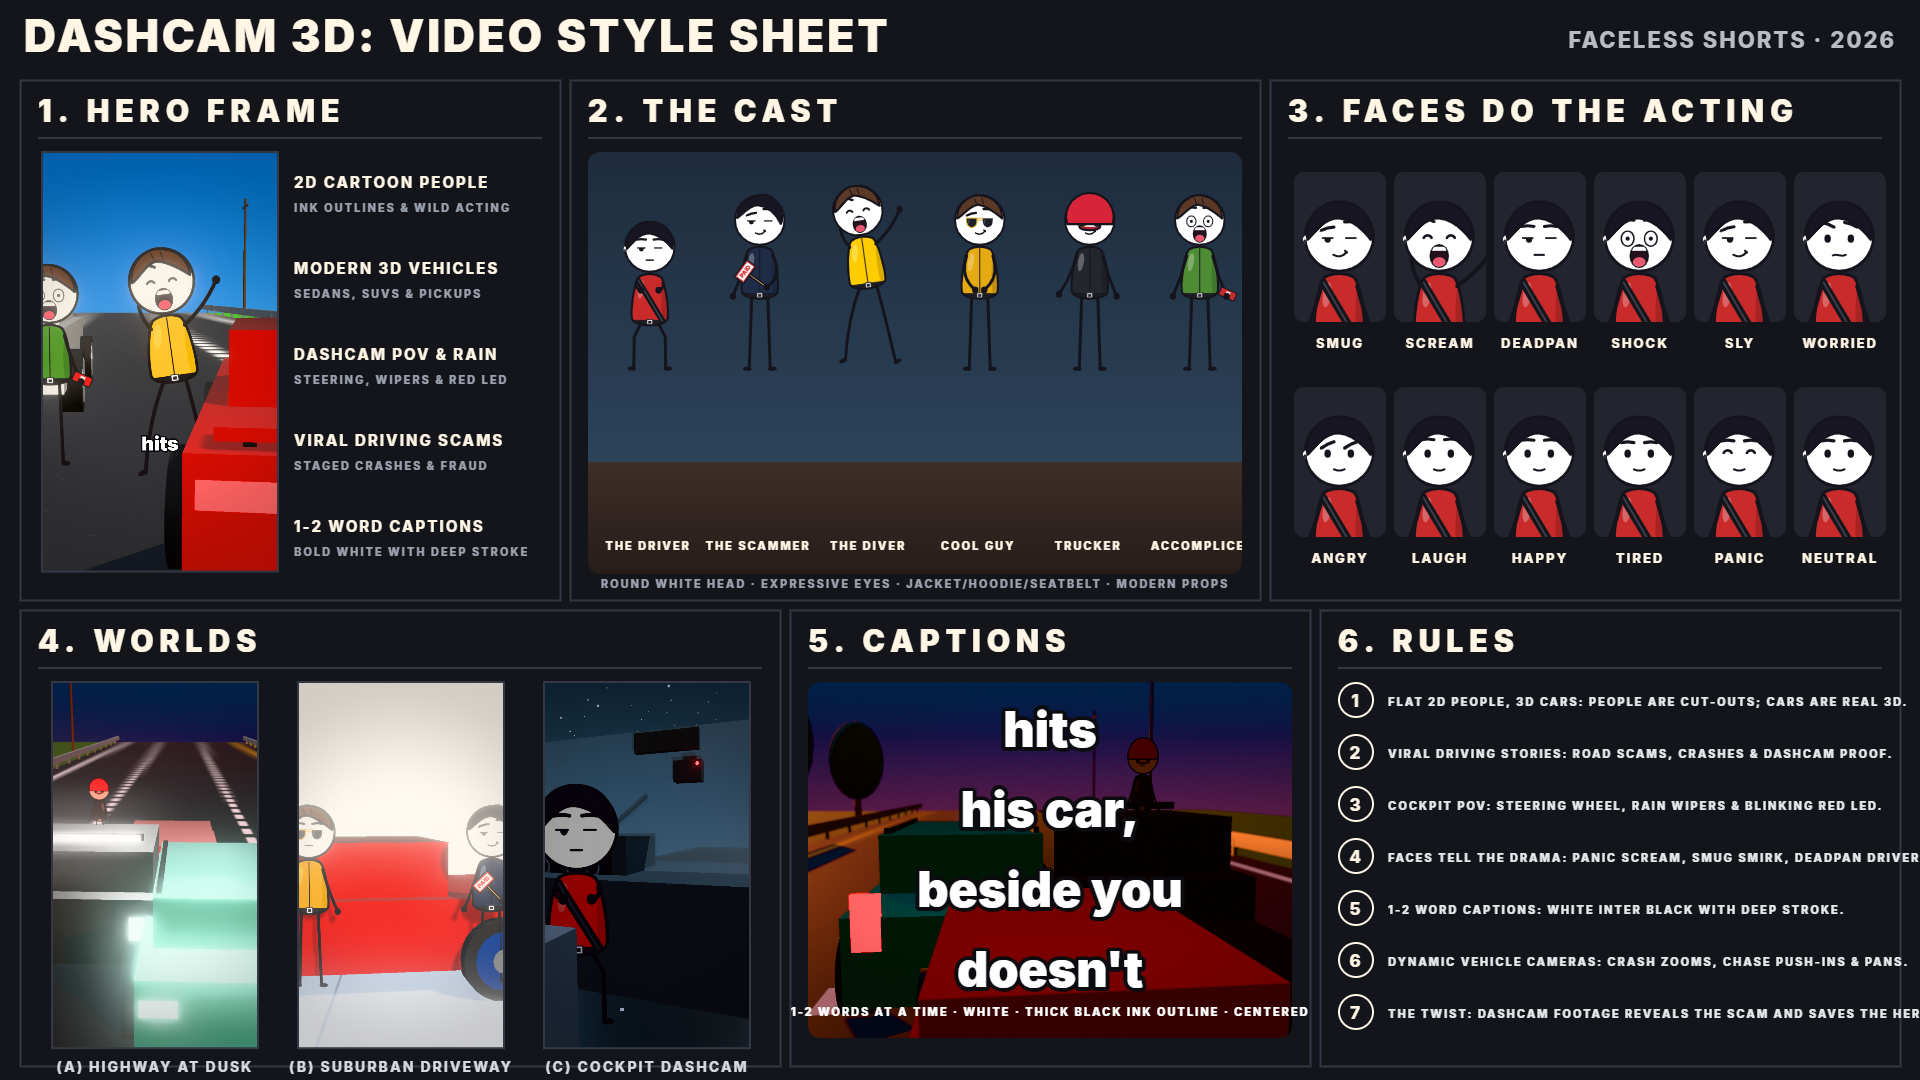 DASHCAM 3D: VIDEO STYLE SHEET
FACELESS SHORTS · 2026
1. HERO FRAME
hits
2D CARTOON PEOPLE
INK OUTLINES & WILD ACTING
MODERN 3D VEHICLES
SEDANS, SUVS & PICKUPS
DASHCAM POV & RAIN
STEERING, WIPERS & RED LED
VIRAL DRIVING SCAMS
STAGED CRASHES & FRAUD
1-2 WORD CAPTIONS
BOLD WHITE WITH DEEP STROKE
2. THE CAST
PAID
THE DRIVER
THE SCAMMER
THE DIVER
COOL GUY
TRUCKER
ACCOMPLICE
ROUND WHITE HEAD · EXPRESSIVE EYES · JACKET/HOODIE/SEATBELT · MODERN PROPS
3. FACES DO THE ACTING
SMUG
SCREAM
DEADPAN
SHOCK
SLY
WORRIED
ANGRY
LAUGH
HAPPY
TIRED
PANIC
NEUTRAL
4. WORLDS
PAID
(A) HIGHWAY AT DUSK
(B) SUBURBAN DRIVEWAY
(C) COCKPIT DASHCAM
5. CAPTIONS
hits
his car,
beside you
doesn't
1-2 WORDS AT A TIME · WHITE · THICK BLACK INK OUTLINE · CENTERED
6. RULES
1 FLAT 2D PEOPLE, 3D CARS: PEOPLE ARE CUT-OUTS; CARS ARE REAL 3D.
2 VIRAL DRIVING STORIES: ROAD SCAMS, CRASHES & DASHCAM PROOF.
3 COCKPIT POV: STEERING WHEEL, RAIN WIPERS & BLINKING RED LED.
4 FACES TELL THE DRAMA: PANIC SCREAM, SMUG SMIRK, DEADPAN DRIVER
5 1-2 WORD CAPTIONS: WHITE INTER BLACK WITH DEEP STROKE.
6 DYNAMIC VEHICLE CAMERAS: CRASH ZOOMS, CHASE PUSH-INS & PANS.
7 THE TWIST: DASHCAM FOOTAGE REVEALS THE SCAM AND SAVES THE HER